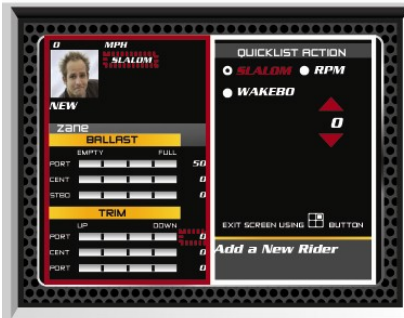 0 MPH
SLALOM
NEW
zane
BALLAST
EMPTY FULL
PORT 50
CENT 0
STBO 0
TRIM
UP DOWN
PORT 0
CENT 0
PORT 0
QUICKLIST ACTION
SLALOM RPM
WAKEBO
0
EXIT SCREEN USING BUTTON
Add a New Rider